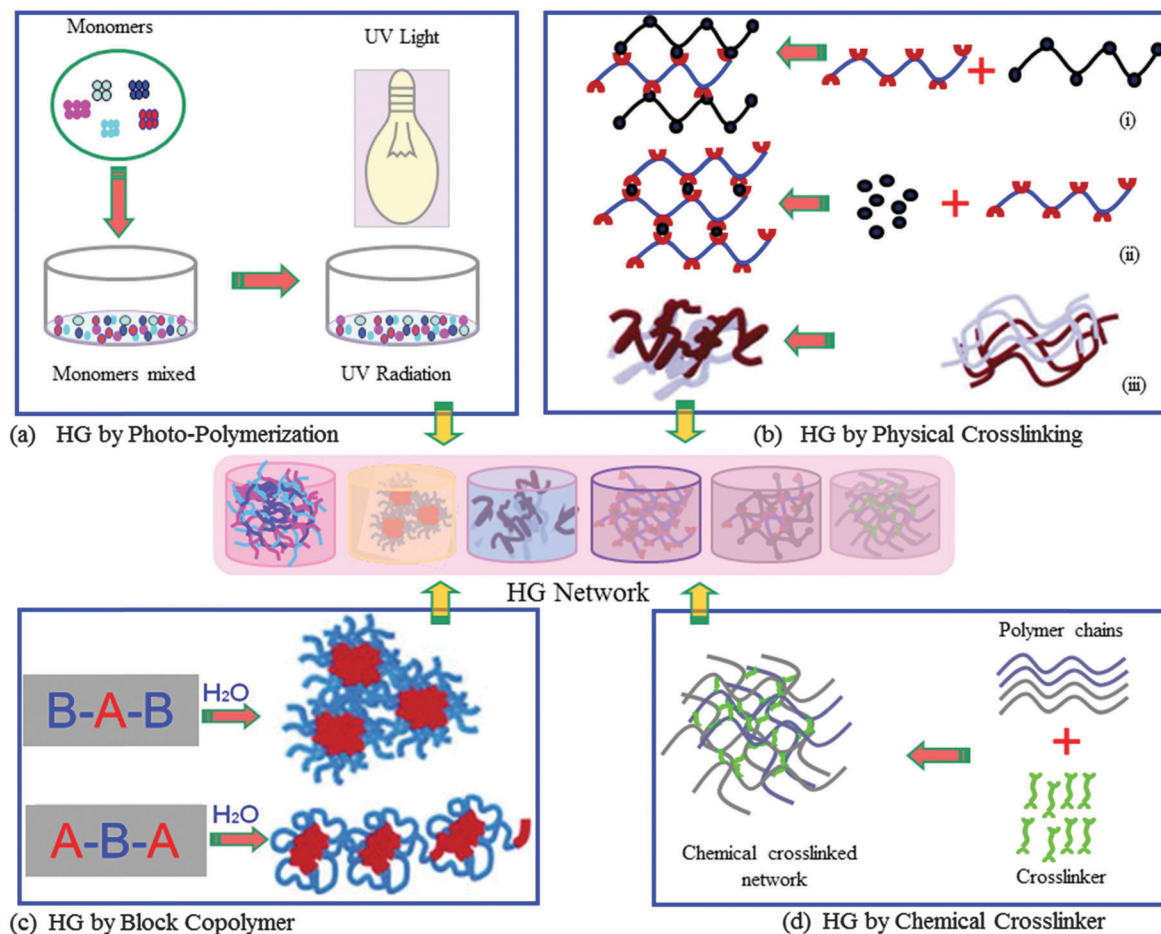 Monomers
UV Light
Monomers mixed
UV Radiation
(a) HG by Photo-Polymerization
+
(i)
+
(ii)
(iii)
(b) HG by Physical Crosslinking
HG Network
B-A-B
H₂O
A-B-A
H₂O
(c) HG by Block Copolymer
Polymer chains
+
Crosslinker
Chemical crosslinked
network
(d) HG by Chemical Crosslinker